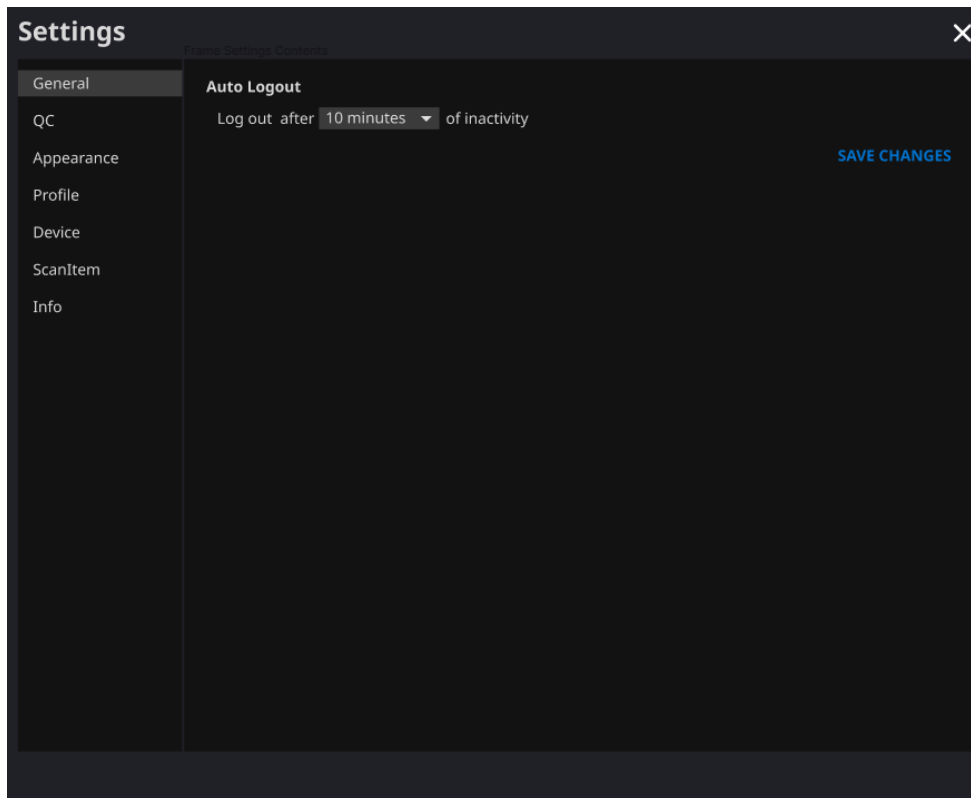 Settings
Frame Settings Contents
General
QC
Appearance
Profile
Device
ScanItem
Info
Auto Logout
Log out after 10 minutes of inactivity
SAVE CHANGES